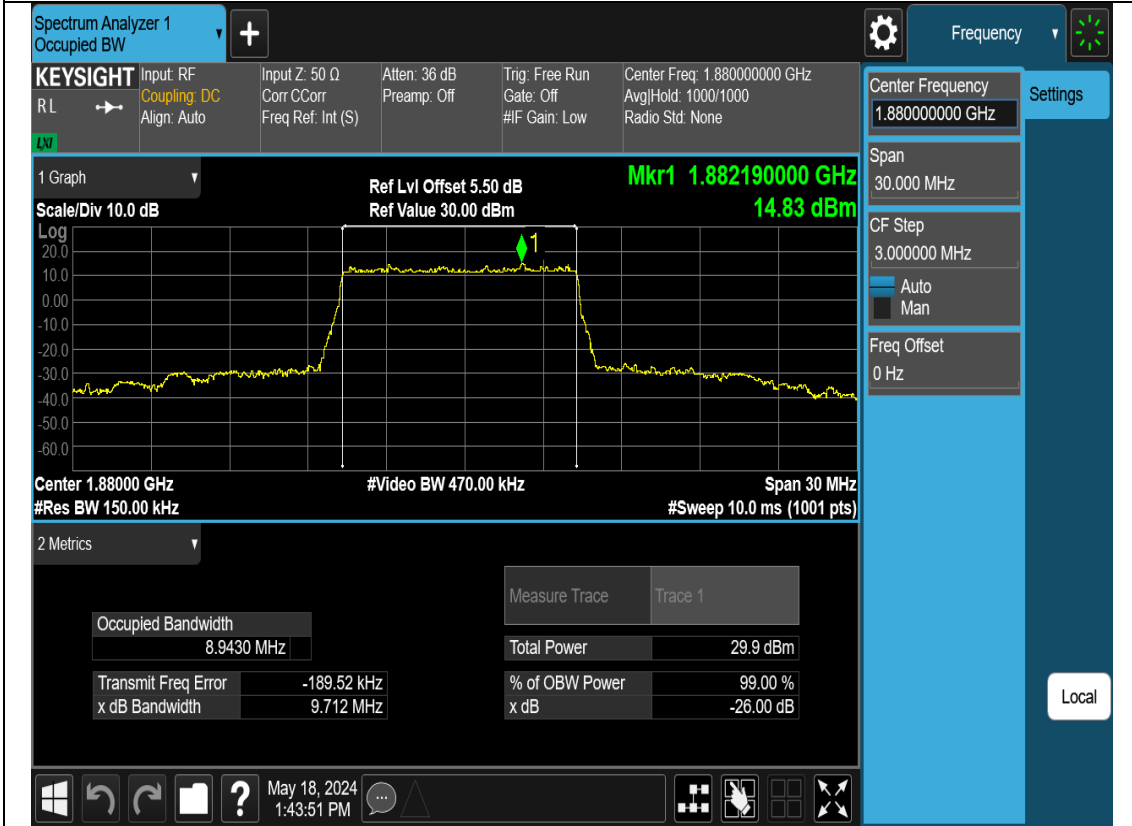 Spectrum Analyzer 1
Occupied BW
Frequency
KEYSIGHT
R L
LXI
Input: RF
Coupling: DC
Align: Auto
Input Z: 50 Ω
Corr CCorr
Freq Ref: Int (S)
Atten: 36 dB
Preamp: Off
Trig: Free Run
Gate: Off
#IF Gain: Low
Center Freq: 1.880000000 GHz
Avg|Hold: 1000/1000
Radio Std: None
Center Frequency
1.880000000 GHz
Settings
Span
30.000 MHz
CF Step
3.000000 MHz
Auto
Man
Freq Offset
0 Hz
Local
1 Graph
Scale/Div 10.0 dB
Ref Lvl Offset 5.50 dB
Ref Value 30.00 dBm
Mkr1 1.882190000 GHz
14.83 dBm
Log
1
20.0
10.0
0.00
-10.0
-20.0
-30.0
-40.0
-50.0
-60.0
Center 1.88000 GHz
#Video BW 470.00 kHz
Span 30 MHz
#Res BW 150.00 kHz
#Sweep 10.0 ms (1001 pts)
2 Metrics
Measure Trace Trace 1
Occupied Bandwidth
8.9430 MHz
Total Power 29.9 dBm
Transmit Freq Error -189.52 kHz
% of OBW Power 99.00 %
x dB Bandwidth 9.712 MHz
x dB -26.00 dB
?
May 18, 2024
1:43:51 PM